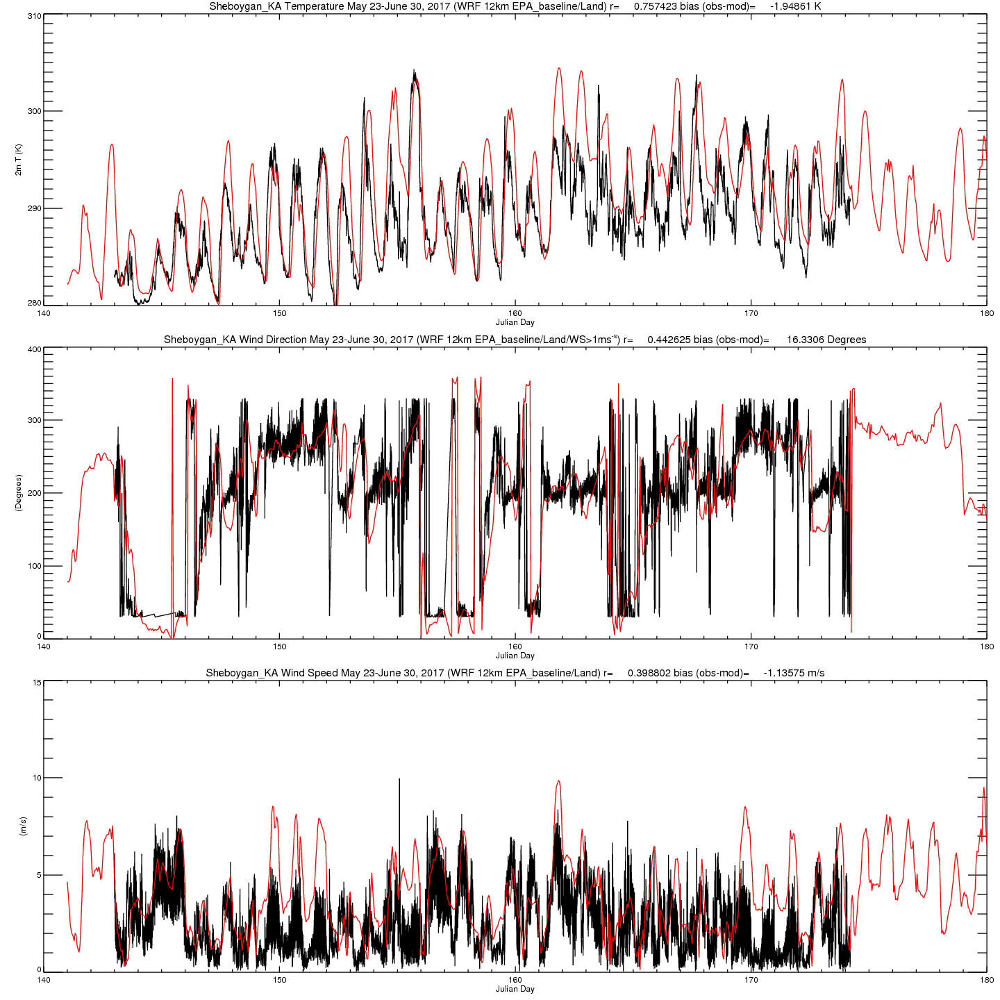 Sheboygan_KA Temperature May 23-June 30, 2017 (WRF 12km EPA_baseline/Land) r= 0.757423 bias (obs-mod)= -1.94861 K
310
300
290
280
2m T (K)
140 150 160 170 180
Julian Day
Sheboygan_KA Wind Direction May 23-June 30, 2017 (WRF 12km EPA_baseline/Land/WS>1ms-s) r= 0.442625 bias (obs-mod)= 16.3306 Degrees
400
300
200
100
0
(Degrees)
140 150 160 170 180
Julian Day
Sheboygan_KA Wind Speed May 23-June 30, 2017 (WRF 12km EPA_baseline/Land) r= 0.398802 bias (obs-mod)= -1.13575 m/s
15
10
5
0
(m/s)
140 150 160 170 180
Julian Day